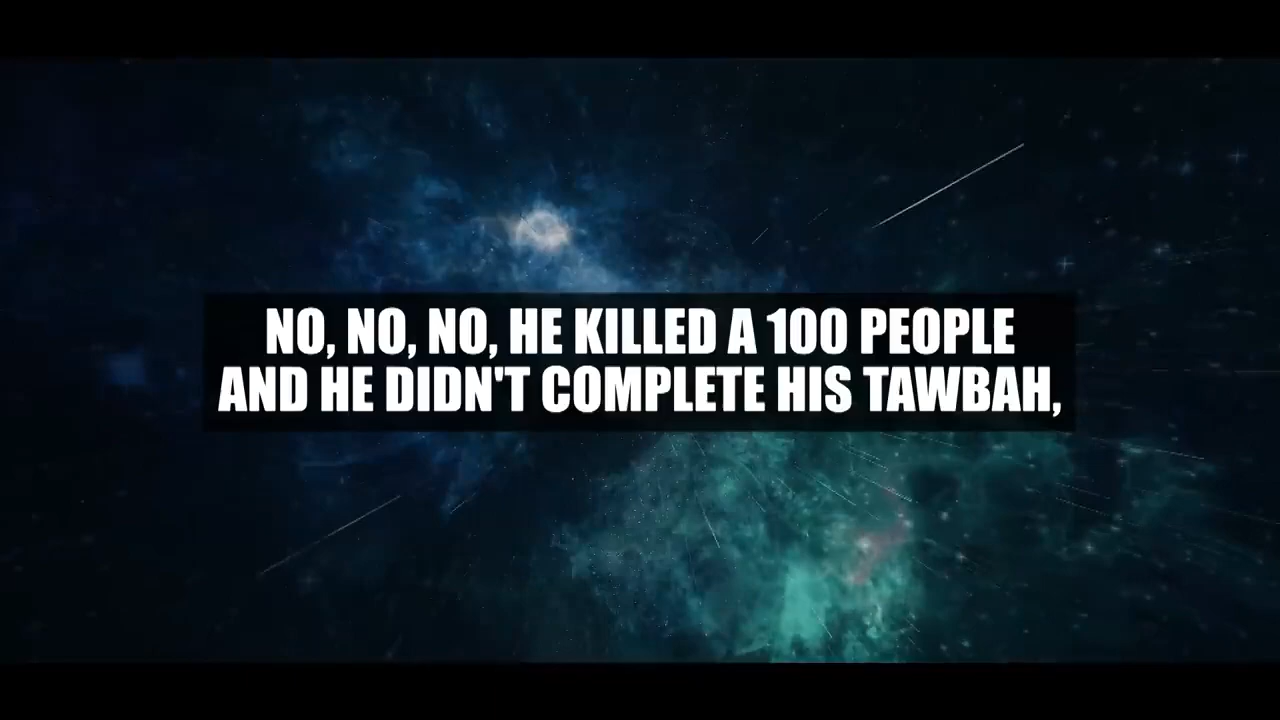 NO, NO, NO, HE KILLED A 100 PEOPLE
AND HE DIDN'T COMPLETE HIS TAWBAH,